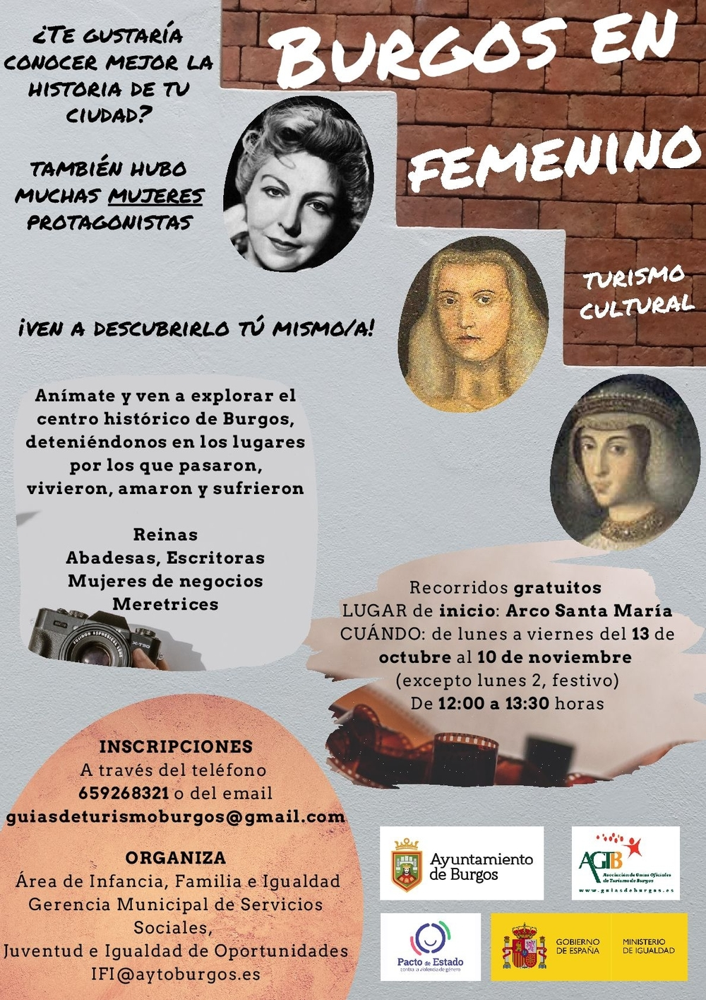 ¿TE GUSTARÍA
CONOCER MEJOR LA
HISTORIA DE TU
CIUDAD?
TAMBIÉN HUBO
MUCHAS MUJERES
PROTAGONISTAS
BURGOS EN
FEMENINO
TURISMO
CULTURAL
¡VEN A DESCUBRIRLO TÚ MISMO/A!
Anímate y ven a explorar el
centro histórico de Burgos,
deteniéndonos en los lugares
por los que pasaron,
vivieron, amaron y sufrieron
Reinas
Abadesas, Escritoras
Mujeres de negocios
Meretrices
FUJINON ASPHERICAL LENS
X-T30
Recorridos gratuitos
LUGAR de inicio: Arco Santa María
CUÁNDO: de lunes a viernes del 13 de
octubre al 10 de noviembre
(excepto lunes 2, festivo)
De 12:00 a 13:30 horas
INSCRIPCIONES
A través del teléfono
659268321 o del email
guiasdeturismoburgos@gmail.com
ORGANIZA
Área de Infancia, Familia e Igualdad
Gerencia Municipal de Servicios
Sociales,
Juventud e Igualdad de Oportunidades
IFI@aytoburgos.es
Ayuntamiento
de Burgos
AGTB
Asociación de Guías Oficiales
de Turismo de Burgos
www.guiasdeburgos.es
Pacto de Estado
contra la violencia de género
GOBIERNO
DE ESPAÑA
MINISTERIO
DE IGUALDAD